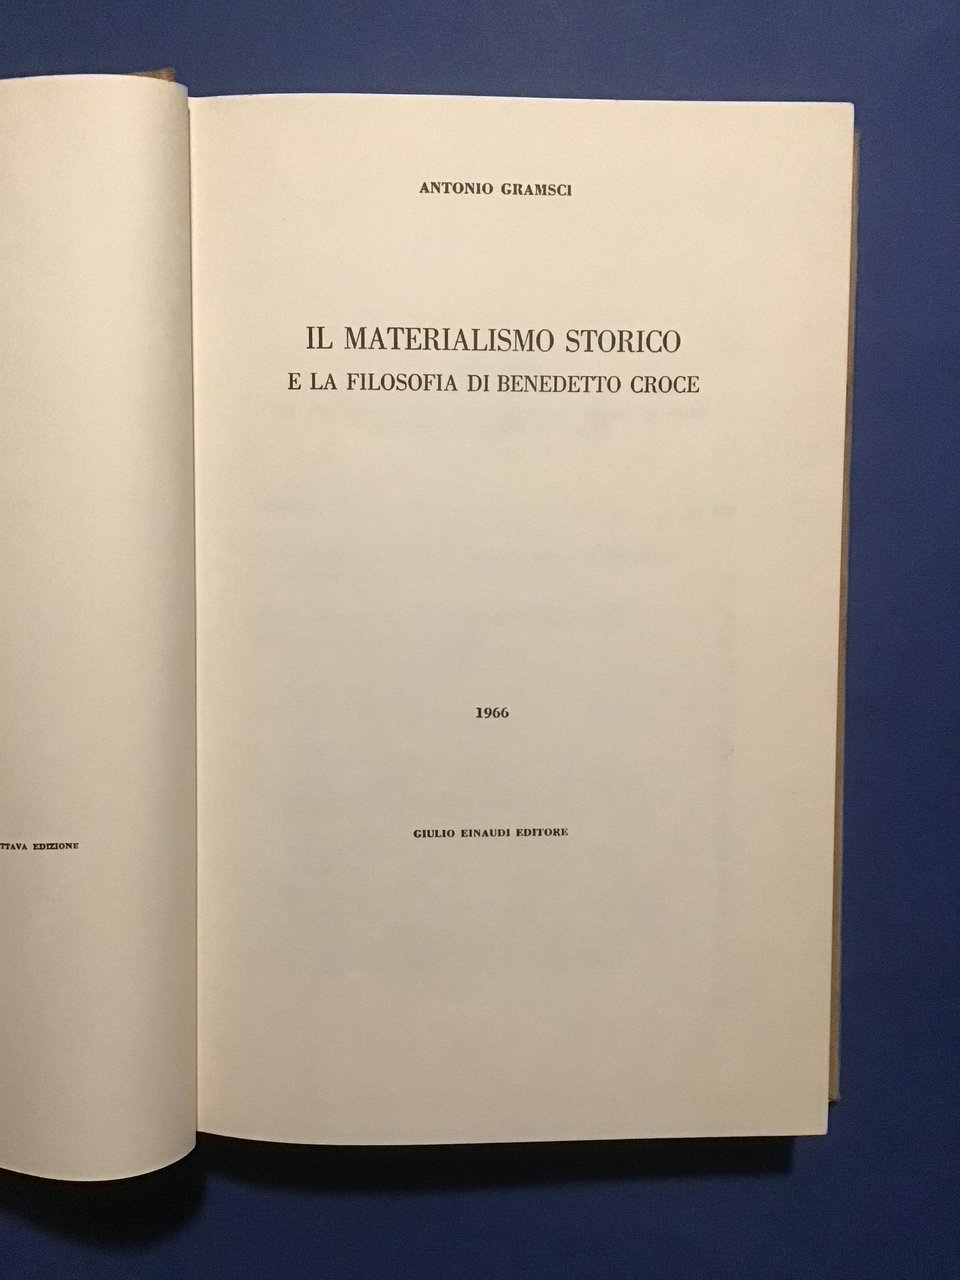 TTAVA EDIZIONE
ANTONIO GRAMSCI
IL MATERIALISMO STORICO
E LA FILOSOFIA DI BENEDETTO CROCE
1966
GIULIO EINAUDI EDITORE